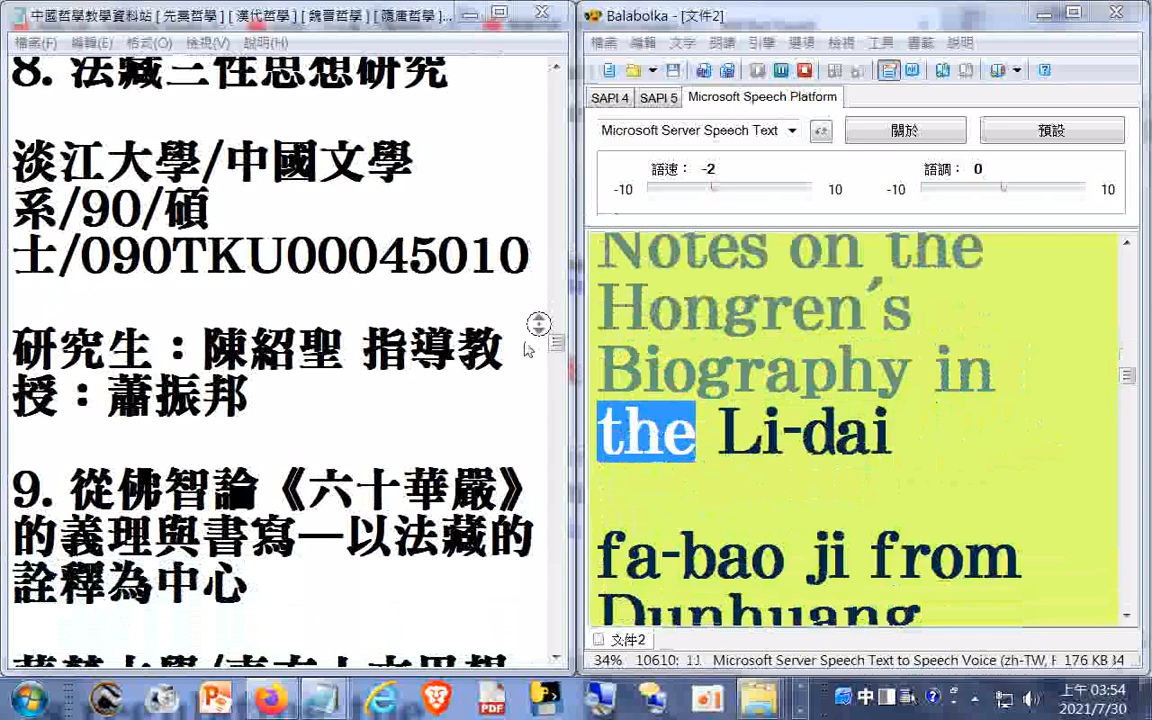 中國哲學教學資料站 [ 先秦哲學 ] [ 漢代哲學 ] [ 魏晉哲學 ] [ 隋唐哲學 ]...
檔案(F) 編輯(E) 格式(O) 檢視(V) 說明(H)
8. 法藏三性思想研究
淡江大學/中國文學
系/90/碩
士/090TKU00045010
研究生：陳紹聖 指導教
授：蕭振邦
9. 從佛智論《六十華嚴》
的義理與書寫—以法藏的
詮釋為中心
Balabolka - [文件2]
檔案 編輯 文字 朗讀 引擎 選項 檢視 工具 書籤 說明
SAPI 4 SAPI 5 Microsoft Speech Platform
Microsoft Server Speech Text 關於 預設
語速： -2 語調： 0
-10 10 -10 10
Notes on the
Hongren's
Biography in
the Li-dai
fa-bao ji from
Dunhuang
文件2
34% 10610: 11 Microsoft Server Speech Text to Speech Voice (zh-TW, 176 KB
PDF
中
上午 03:54
2021/7/30